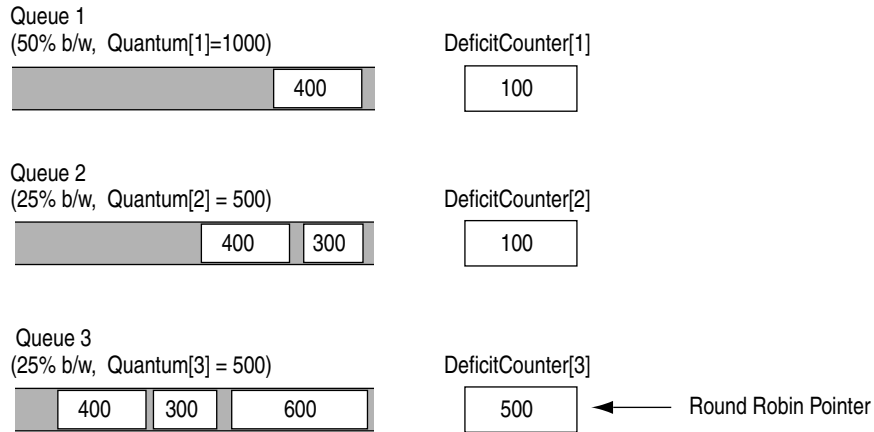 Queue 1
(50% b/w, Quantum[1]=1000)
DeficitCounter[1]
400
100
Queue 2
(25% b/w, Quantum[2] = 500)
DeficitCounter[2]
400 300
100
Queue 3
(25% b/w, Quantum[3] = 500)
DeficitCounter[3]
400 300 600
500
Round Robin Pointer